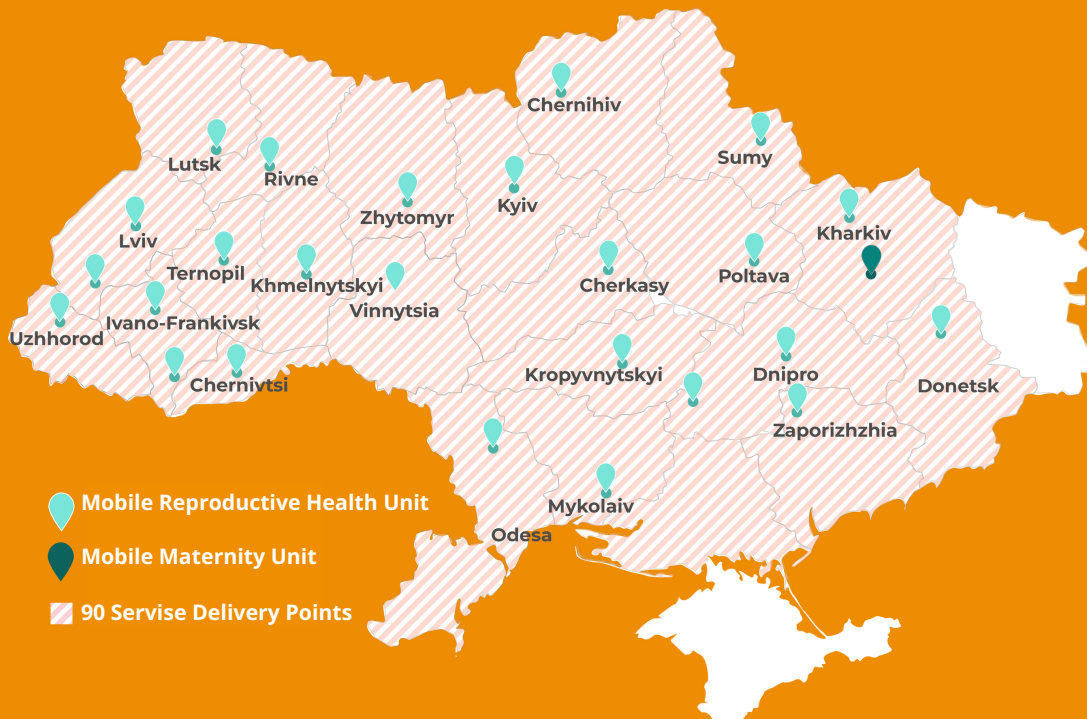 Chernihiv
Sumy
Lutsk
Rivne
Kyiv
Zhytomyr
Kharkiv
Lviv
Ternopil
Poltava
Khmelnytskyi
Cherkasy
Vinnytsia
Ivano-Frankivsk
Uzhhorod
Kropyvnytskyi
Dnipro
Chernivtsi
Donetsk
Zaporizhzhia
Mykolaiv
Odesa
Mobile Reproductive Health Unit
Mobile Maternity Unit
90 Servise Delivery Points